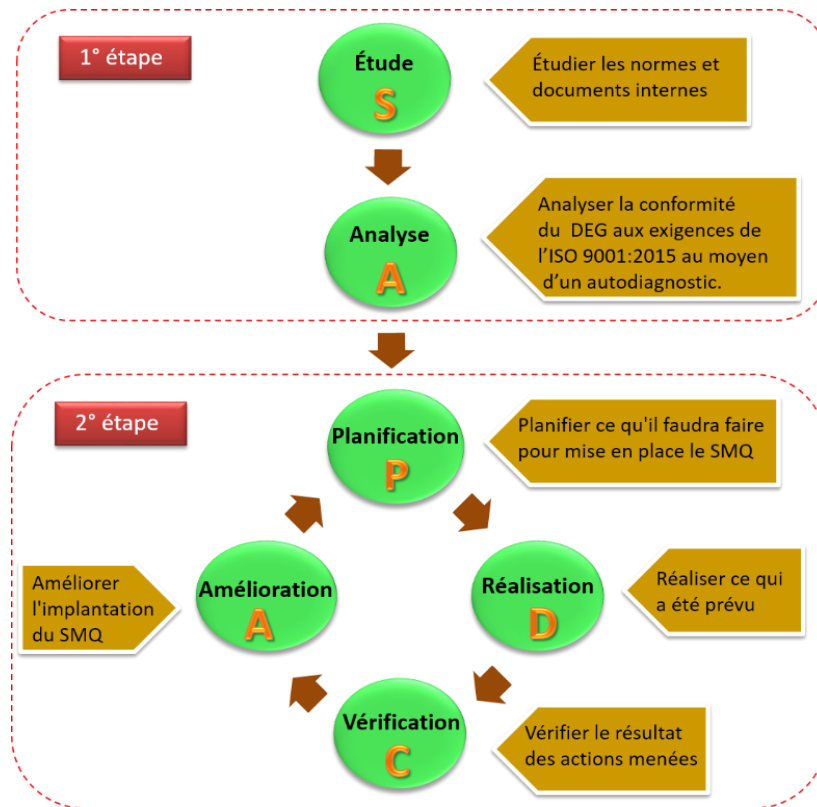 1° étape
Étude
S
Étudier les normes et
documents internes
Analyse
A
Analyser la conformité
du DEG aux exigences de
l'ISO 9001:2015 au moyen
d'un autodiagnostic.
2° étape
Planification
P
Planifier ce qu'il faudra faire
pour mise en place le SMQ
Réalisation
D
Réaliser ce qui
a été prévu
Vérification
C
Vérifier le résultat
des actions menées
Amélioration
A
Améliorer
l'implantation
du SMQ